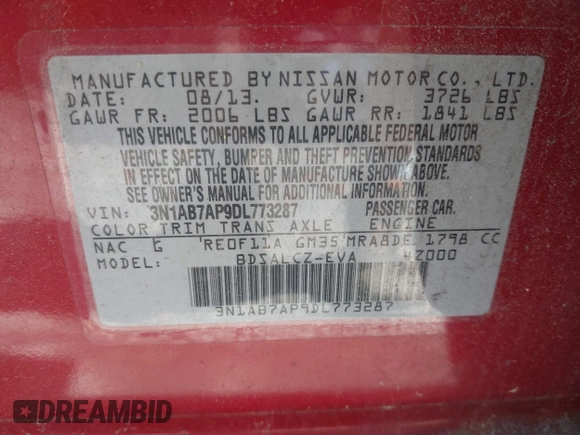 MANUFACTURED BY NISSAN MOTOR CO., LTD.
DATE: 08/13. GVWR: 3726 LBS
GAWR FR: 2006 LBS GAWR RR: 1841 LBS
THIS VEHICLE CONFORMS TO ALL APPLICABLE FEDERAL MOTOR
VEHICLE SAFETY, BUMPER AND THEFT PREVENTION STANDARDS
IN EFFECT ON THE DATE OF MANUFACTURE SHOWN ABOVE.
SEE OWNER'S MANUAL FOR ADDITIONAL INFORMATION.
VIN: 3N1AB7AP9DL773287 PASSENGER CAR.
COLOR TRIM TRANS AXLE ENGINE
NAC G RE0F11A GM35 MRA8DE 1798 CC
MODEL: BDSALCZ-EVA 4Z000
3N1AB7AP9DL773287
DREAMBID